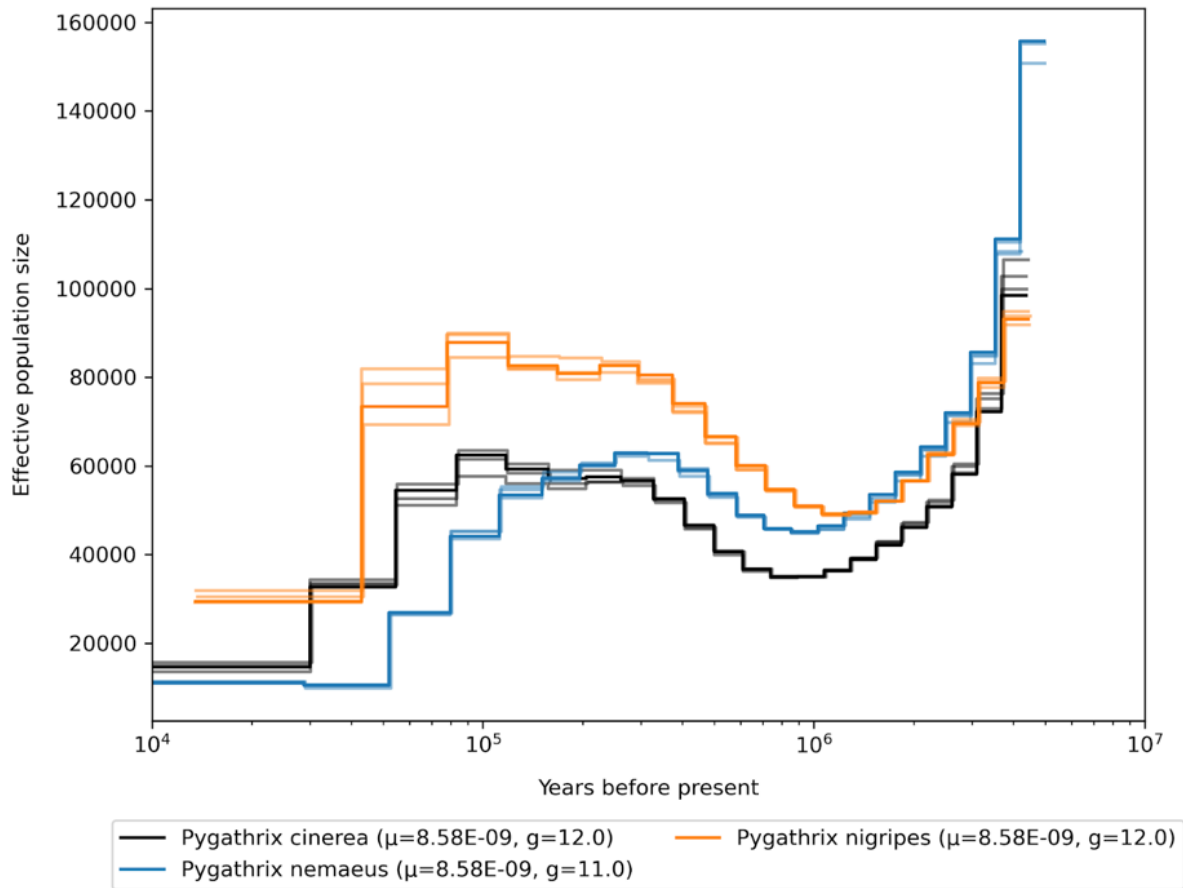 160000
140000
120000
100000
80000
60000
40000
20000
Effective population size
10⁴ 10⁵ 10⁶ 10⁷
Years before present
Pygathrix cinerea (μ=8.58E-09, g=12.0) Pygathrix nigripes (μ=8.58E-09, g=12.0)
Pygathrix nemaeus (μ=8.58E-09, g=11.0)